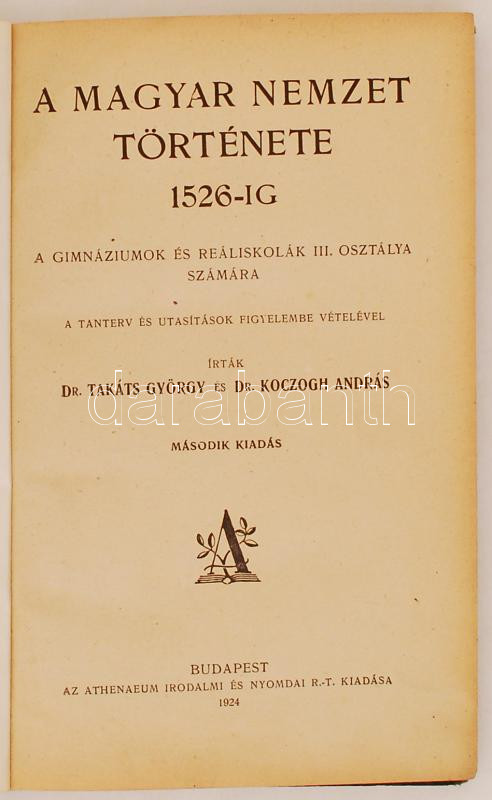 A MAGYAR NEMZET
TÖRTÉNETE
1526-IG
A GIMNÁZIUMOK ÉS REÁLISKOLÁK III. OSZTÁLYA
SZÁMÁRA
A TANTERV ÉS UTASÍTÁSOK FIGYELEMBE VÉTELÉVEL
ÍRTÁK
DR. TAKÁTS GYÖRGY ÉS DR. KOCZOGH ANDRÁS
darabanth
MÁSODIK KIADÁS
A
BUDAPEST
AZ ATHENAEUM IRODALMI ÉS NYOMDAI R.-T. KIADÁSA
1924